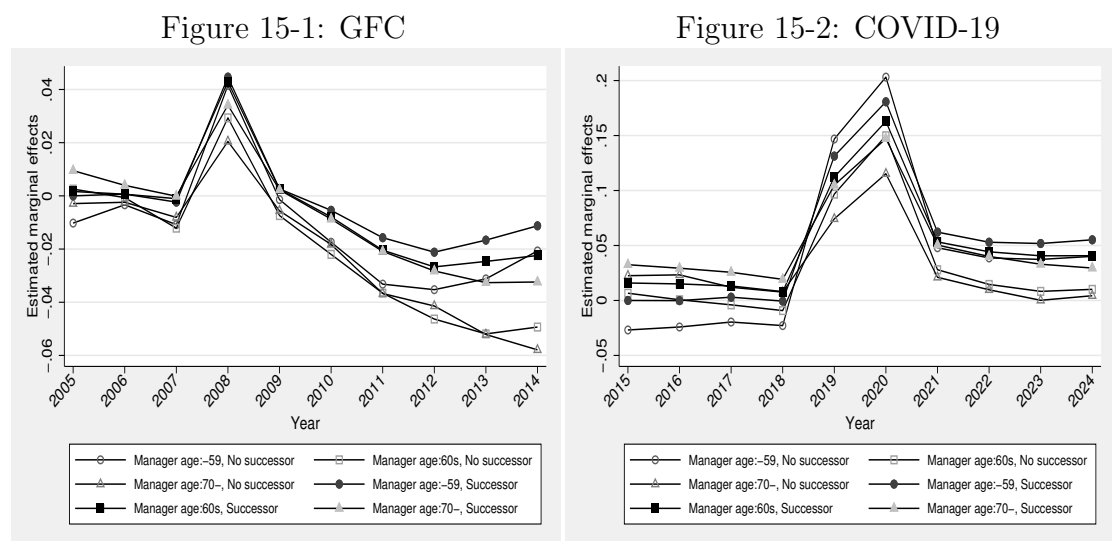 Figure 15-1: GFC
Estimated marginal effects
.04
.02
0
-.02
-.04
-.06
2005
2006
2007
2008
2009
2010
2011
2012
2013
2014
Year
Manager age:-59, No successor
Manager age:60s, No successor
Manager age:70-, No successor
Manager age:-59, Successor
Manager age:60s, Successor
Manager age:70-, Successor
Figure 15-2: COVID-19
Estimated marginal effects
.2
.15
.1
.05
0
-.05
2015
2016
2017
2018
2019
2020
2021
2022
2023
2024
Year
Manager age:-59, No successor
Manager age:60s, No successor
Manager age:70-, No successor
Manager age:-59, Successor
Manager age:60s, Successor
Manager age:70-, Successor